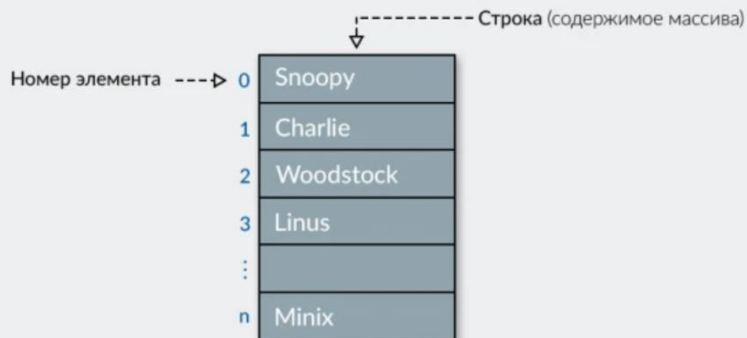 Строка (содержимое массива)
Номер элемента
0 Snoopy
1 Charlie
2 Woodstock
3 Linus
⋮
n Minix